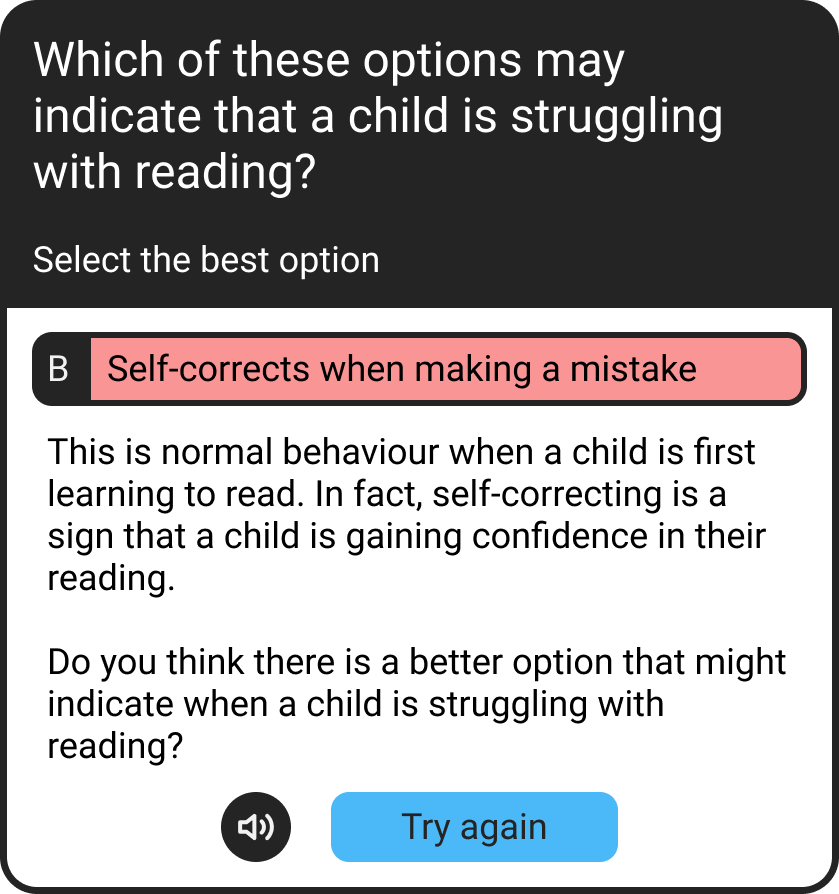 Which of these options may
indicate that a child is struggling
with reading?
Select the best option
B Self-corrects when making a mistake
This is normal behaviour when a child is first
learning to read. In fact, self-correcting is a
sign that a child is gaining confidence in their
reading.
Do you think there is a better option that might
indicate when a child is struggling with
reading?
Try again